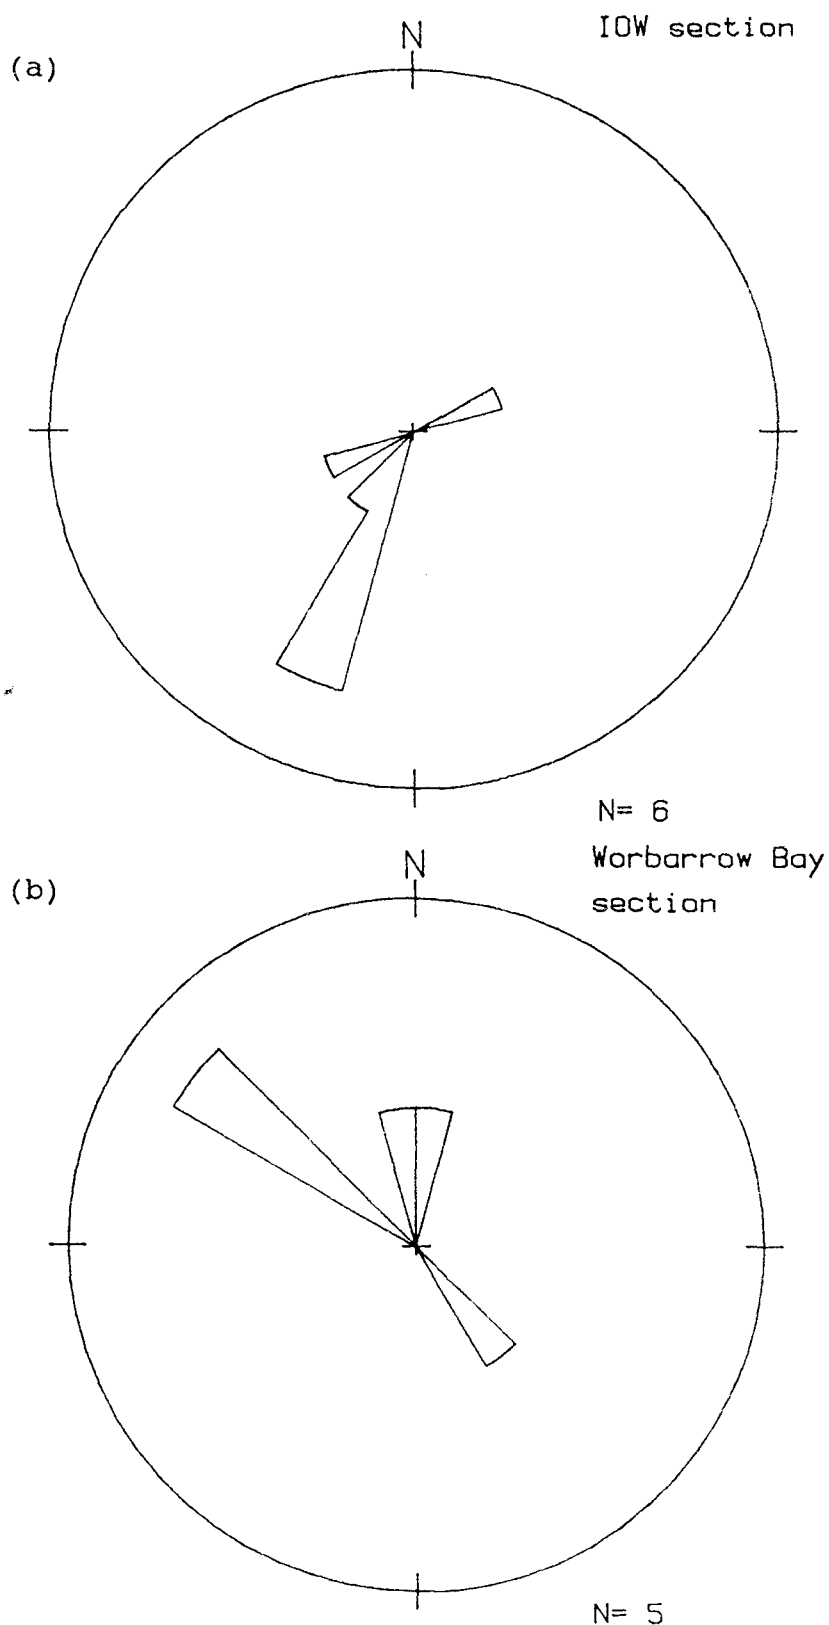 IOW section
N
(a)
N= 6
Worbarrow Bay
section
N
(b)
N= 5